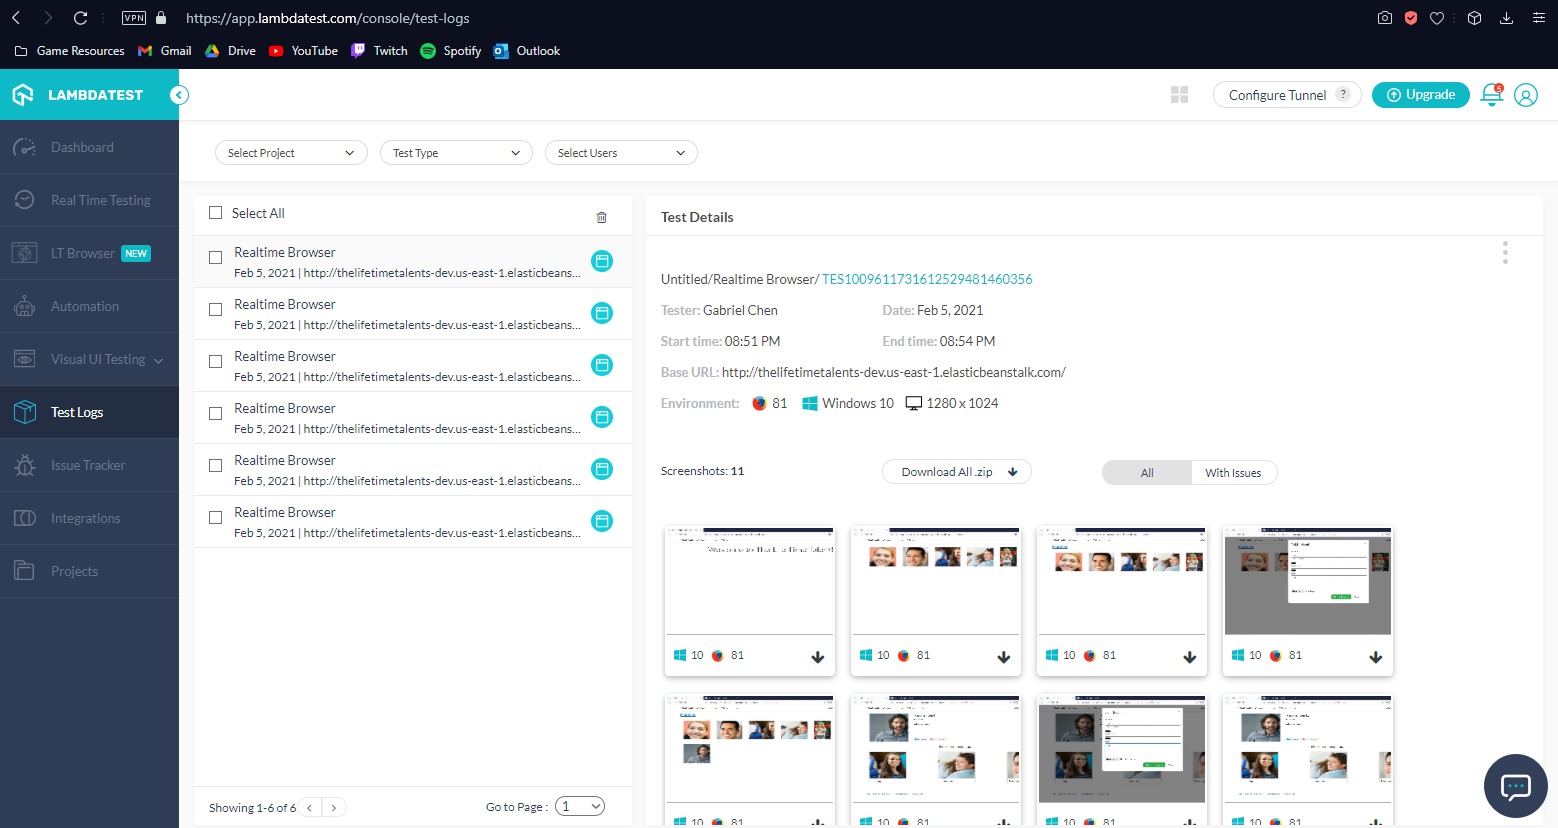 VPN https://app.lambdatest.com/console/test-logs
Game Resources Gmail Drive YouTube Twitch Spotify Outlook
LAMBDATEST
Configure Tunnel ? Upgrade 5
Dashboard
Real Time Testing
LT Browser NEW
Automation
Visual UI Testing
Test Logs
Issue Tracker
Integrations
Projects
Select Project Test Type Select Users
Select All
Realtime Browser
Feb 5, 2021 | http://thelifetimetalents-dev.us-east-1.elasticbeans...
Realtime Browser
Feb 5, 2021 | http://thelifetimetalents-dev.us-east-1.elasticbeans...
Realtime Browser
Feb 5, 2021 | http://thelifetimetalents-dev.us-east-1.elasticbeans...
Realtime Browser
Feb 5, 2021 | http://thelifetimetalents-dev.us-east-1.elasticbeans...
Realtime Browser
Feb 5, 2021 | http://thelifetimetalents-dev.us-east-1.elasticbeans...
Realtime Browser
Feb 5, 2021 | http://thelifetimetalents-dev.us-east-1.elasticbeans...
Showing 1-6 of 6 Go to Page : 1
Test Details
Untitled/Realtime Browser/ TES1009611731612529481460356
Tester: Gabriel Chen Date: Feb 5, 2021
Start time: 08:51 PM End time: 08:54 PM
Base URL: http://thelifetimetalents-dev.us-east-1.elasticbeanstalk.com/
Environment: 81 Windows 10 1280 x 1024
Screenshots: 11 Download All .zip All With Issues
10 81 10 81 10 81 10 81
10 81 10 81 10 81 10 81